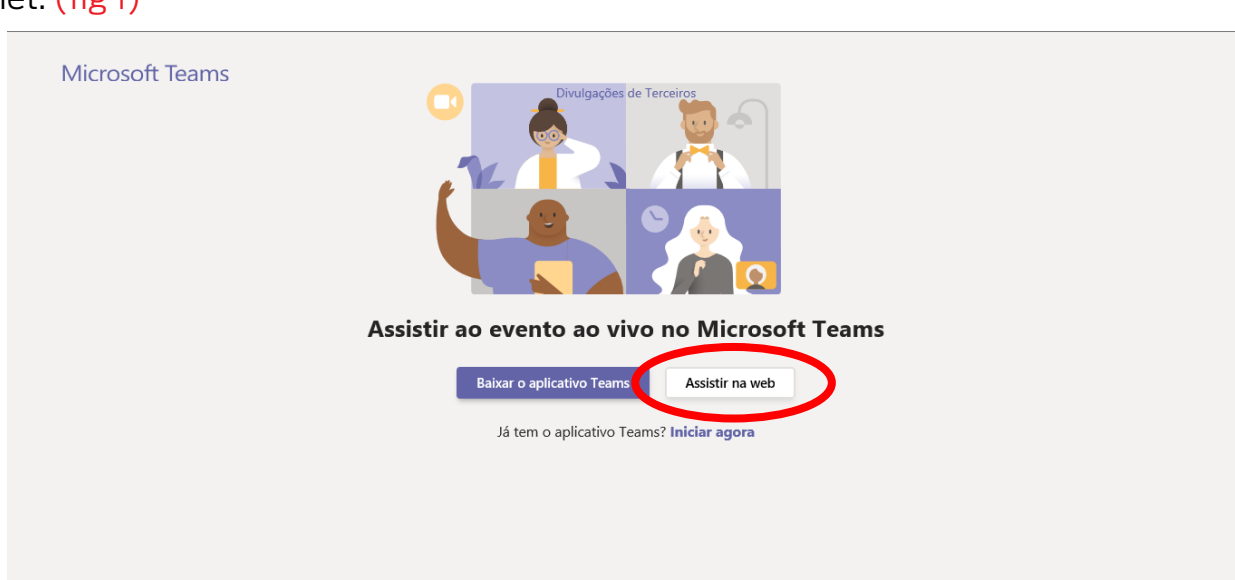 (fig 1)
Microsoft Teams
Divulgações de Terceiros
Assistir ao evento ao vivo no Microsoft Teams
Baixar o aplicativo Teams
Assistir na web
Já tem o aplicativo Teams? Iniciar agora